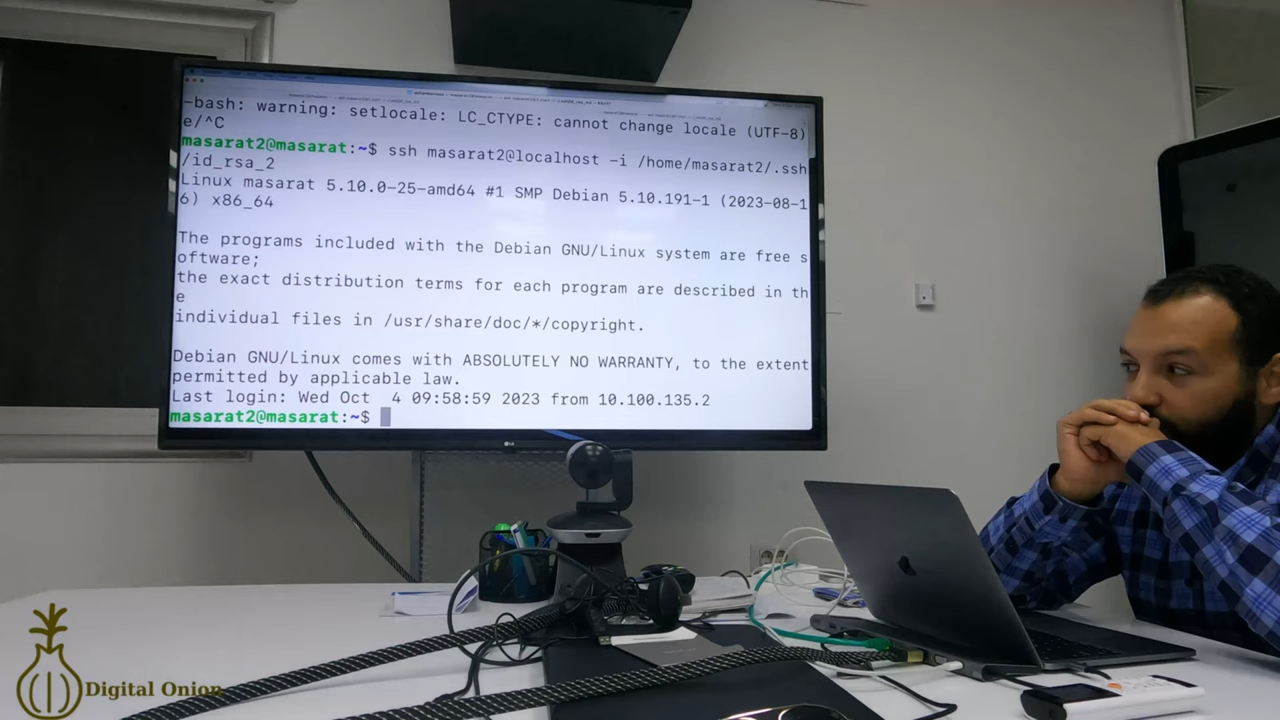 -bash: warning: setlocale: LC_CTYPE: cannot change locale (UTF-8)
e/^C
masarat2@masarat:~$ ssh masarat2@localhost -i /home/masarat2/.ssh
/id_rsa_2
Linux masarat 5.10.0-25-amd64 #1 SMP Debian 5.10.191-1 (2023-08-1
6) x86_64
The programs included with the Debian GNU/Linux system are free s
oftware;
the exact distribution terms for each program are described in th
e
individual files in /usr/share/doc/*/copyright.
Debian GNU/Linux comes with ABSOLUTELY NO WARRANTY, to the extent
permitted by applicable law.
Last login: Wed Oct  4 09:58:59 2023 from 10.100.135.2
masarat2@masarat:~$
LG
Digital Onion